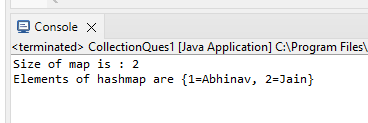 Console
<terminated> CollectionQues1 [Java Application] C:\Program Files\
Size of map is : 2
Elements of hashmap are {1=Abhinav, 2=Jain}